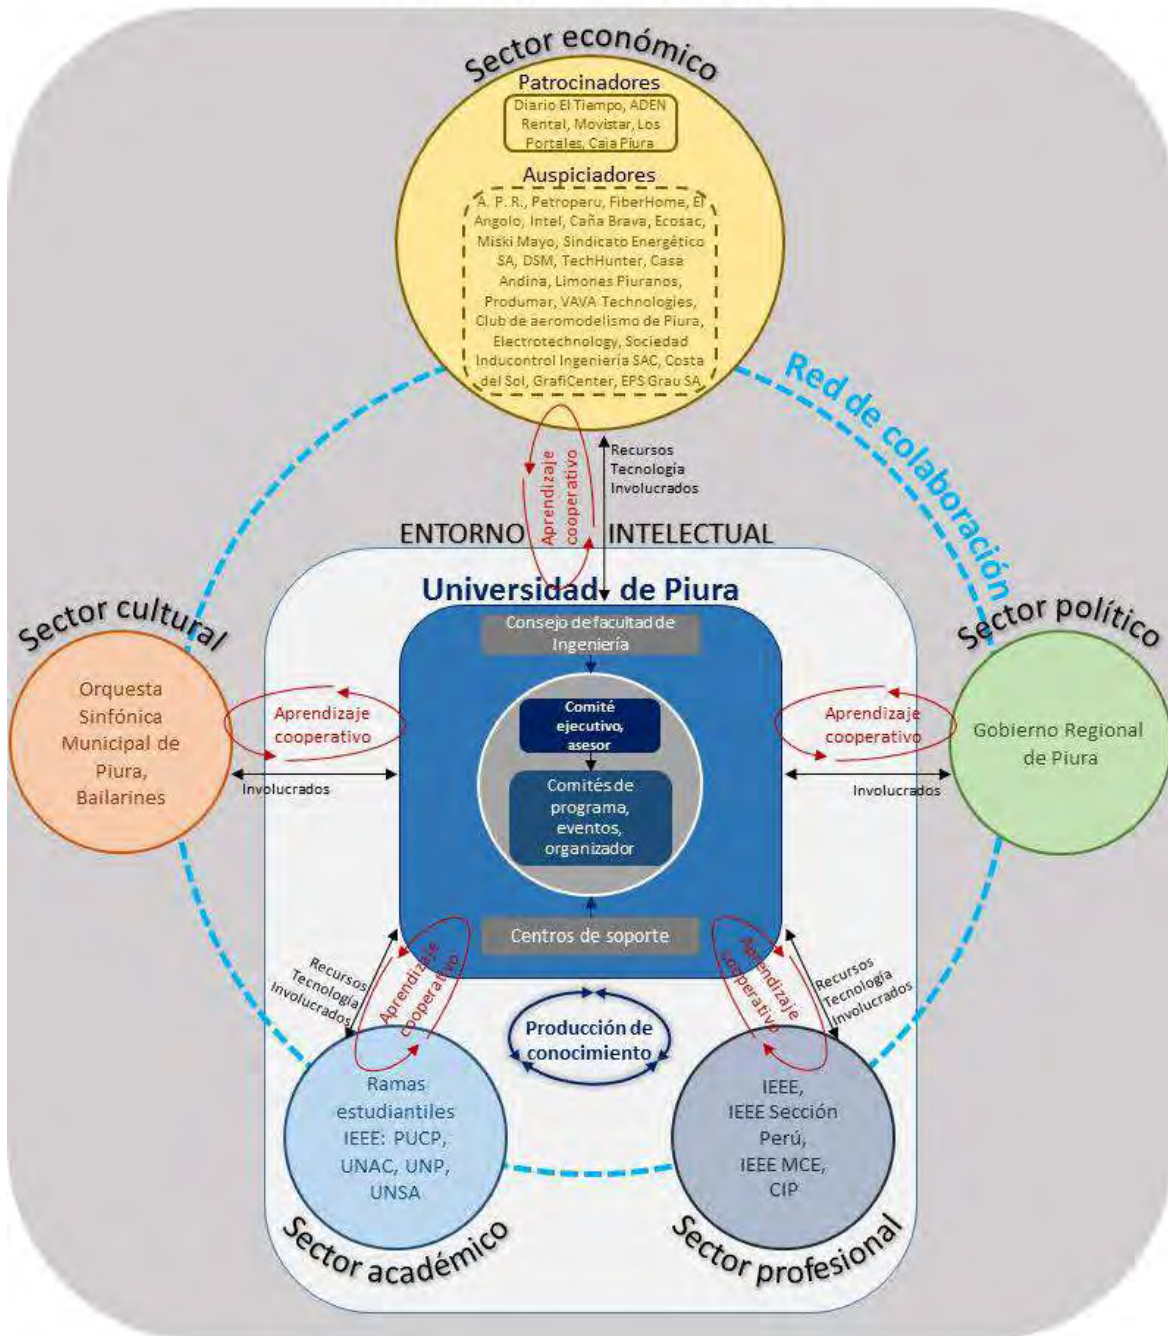 Sector económico
Patrocinadores
Diario El Tiempo, ADEN
Rental, Movistar, Los
Portales, Caja Piura
Auspiciadores
A. P. R., Petroperu, FiberHome, El
Angolo, Intel, Caña Brava, Ecosac,
Miski Mayo, Sindicato Energético
SA, DSM, TechHunter, Casa
Andina, Limones Piuranos,
Produmar, VAVA Technologies,
Club de aeromodelismo de Piura,
Electrotechnology, Sociedad
Inducontrol Ingeniería SAC, Costa
del Sol, GrafiCenter, EPS Grau SA
Red de colaboración
Aprendizaje
cooperativo
Recursos
Tecnología
Involucrados
ENTORNO INTELECTUAL
Universidad de Piura
Consejo de facultad de
Ingeniería
Comité
ejecutivo,
asesor
Comités de
programa,
eventos,
organizador
Centros de soporte
Sector cultural
Orquesta
Sinfónica
Municipal de
Piura,
Bailarines
Aprendizaje
cooperativo
Involucrados
Sector político
Gobierno Regional
de Piura
Aprendizaje
cooperativo
Involucrados
Recursos
Tecnología
Involucrados
Aprendizaje
cooperativo
Aprendizaje
cooperativo
Recursos
Tecnología
Involucrados
Producción de
conocimiento
Ramas
estudiantiles
IEEE: PUCP,
UNAC, UNP,
UNSA
Sector académico
IEEE,
IEEE Sección
Perú,
IEEE MCE,
CIP
Sector profesional